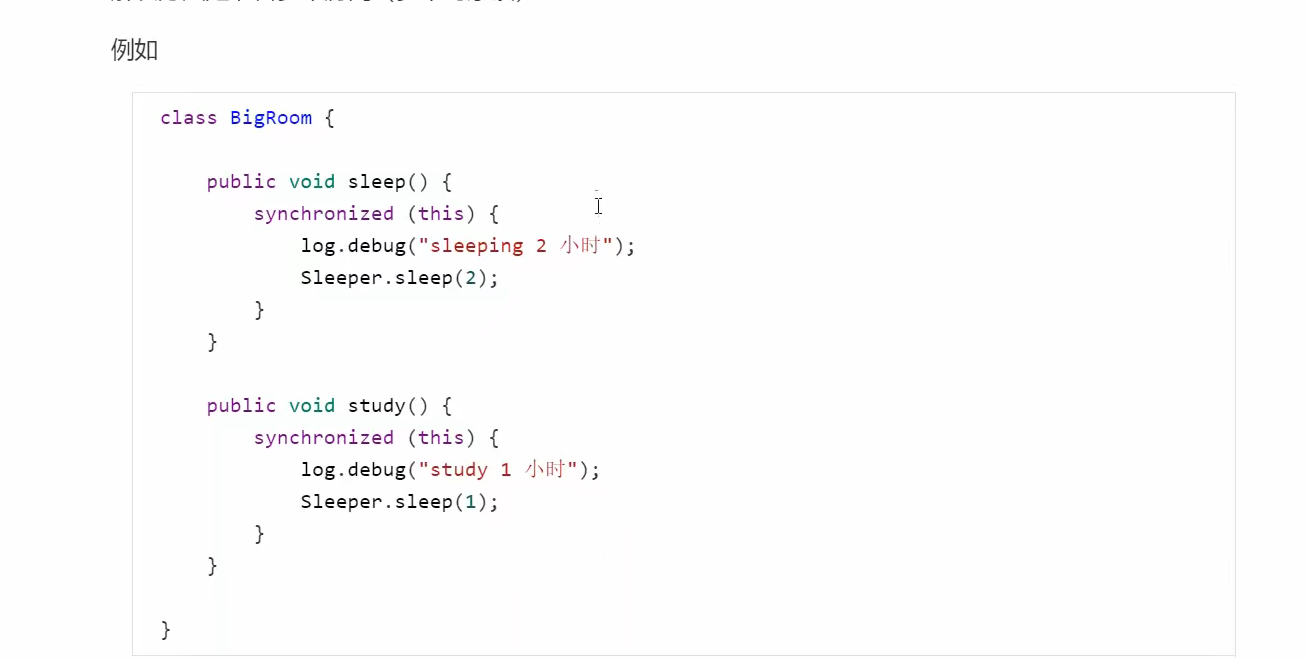 例如
class BigRoom {
public void sleep() {
synchronized (this) {
log.debug("sleeping 2 小时");
Sleeper.sleep(2);
}
}
public void study() {
synchronized (this) {
log.debug("study 1 小时");
Sleeper.sleep(1);
}
}
}